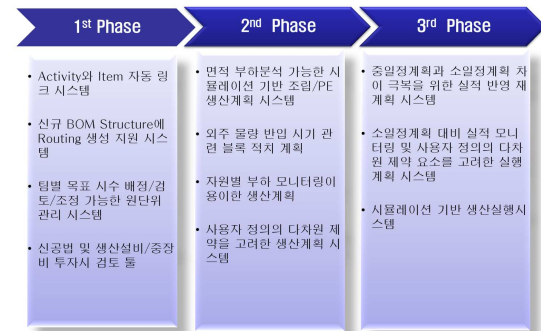 1st Phase
• Activity와 Item 자동 링
크 시스템
• 신규 BOM Structure에
Routing 생성 지원 시스
템
• 팀별 목표 시수 배정/검
토/조정 가능한 원단위
관리 시스템
• 신공법 및 생산설비/중장
비 투자시 검토 툴
2nd Phase
• 면적 부하분석 가능한 시
뮬레이션 기반 조립/PE
생산계획 시스템
• 외주 물량 반입 시기 관
련 블록 적치 계획
• 자원별 부하 모니터링이
용이한 생산계획
• 사용자 정의의 다차원 제
약을 고려한 생산계획 시
스템
3rd Phase
• 중일정계획과 소일정계획 차
이 극복을 위한 실적 반영 재
계획 시스템
• 소일정계획 대비 실적 모니
터링 및 사용자 정의의 다차
원 제약 요소를 고려한 실행
계획 시스템
• 시뮬레이션 기반 생산실행시
스템